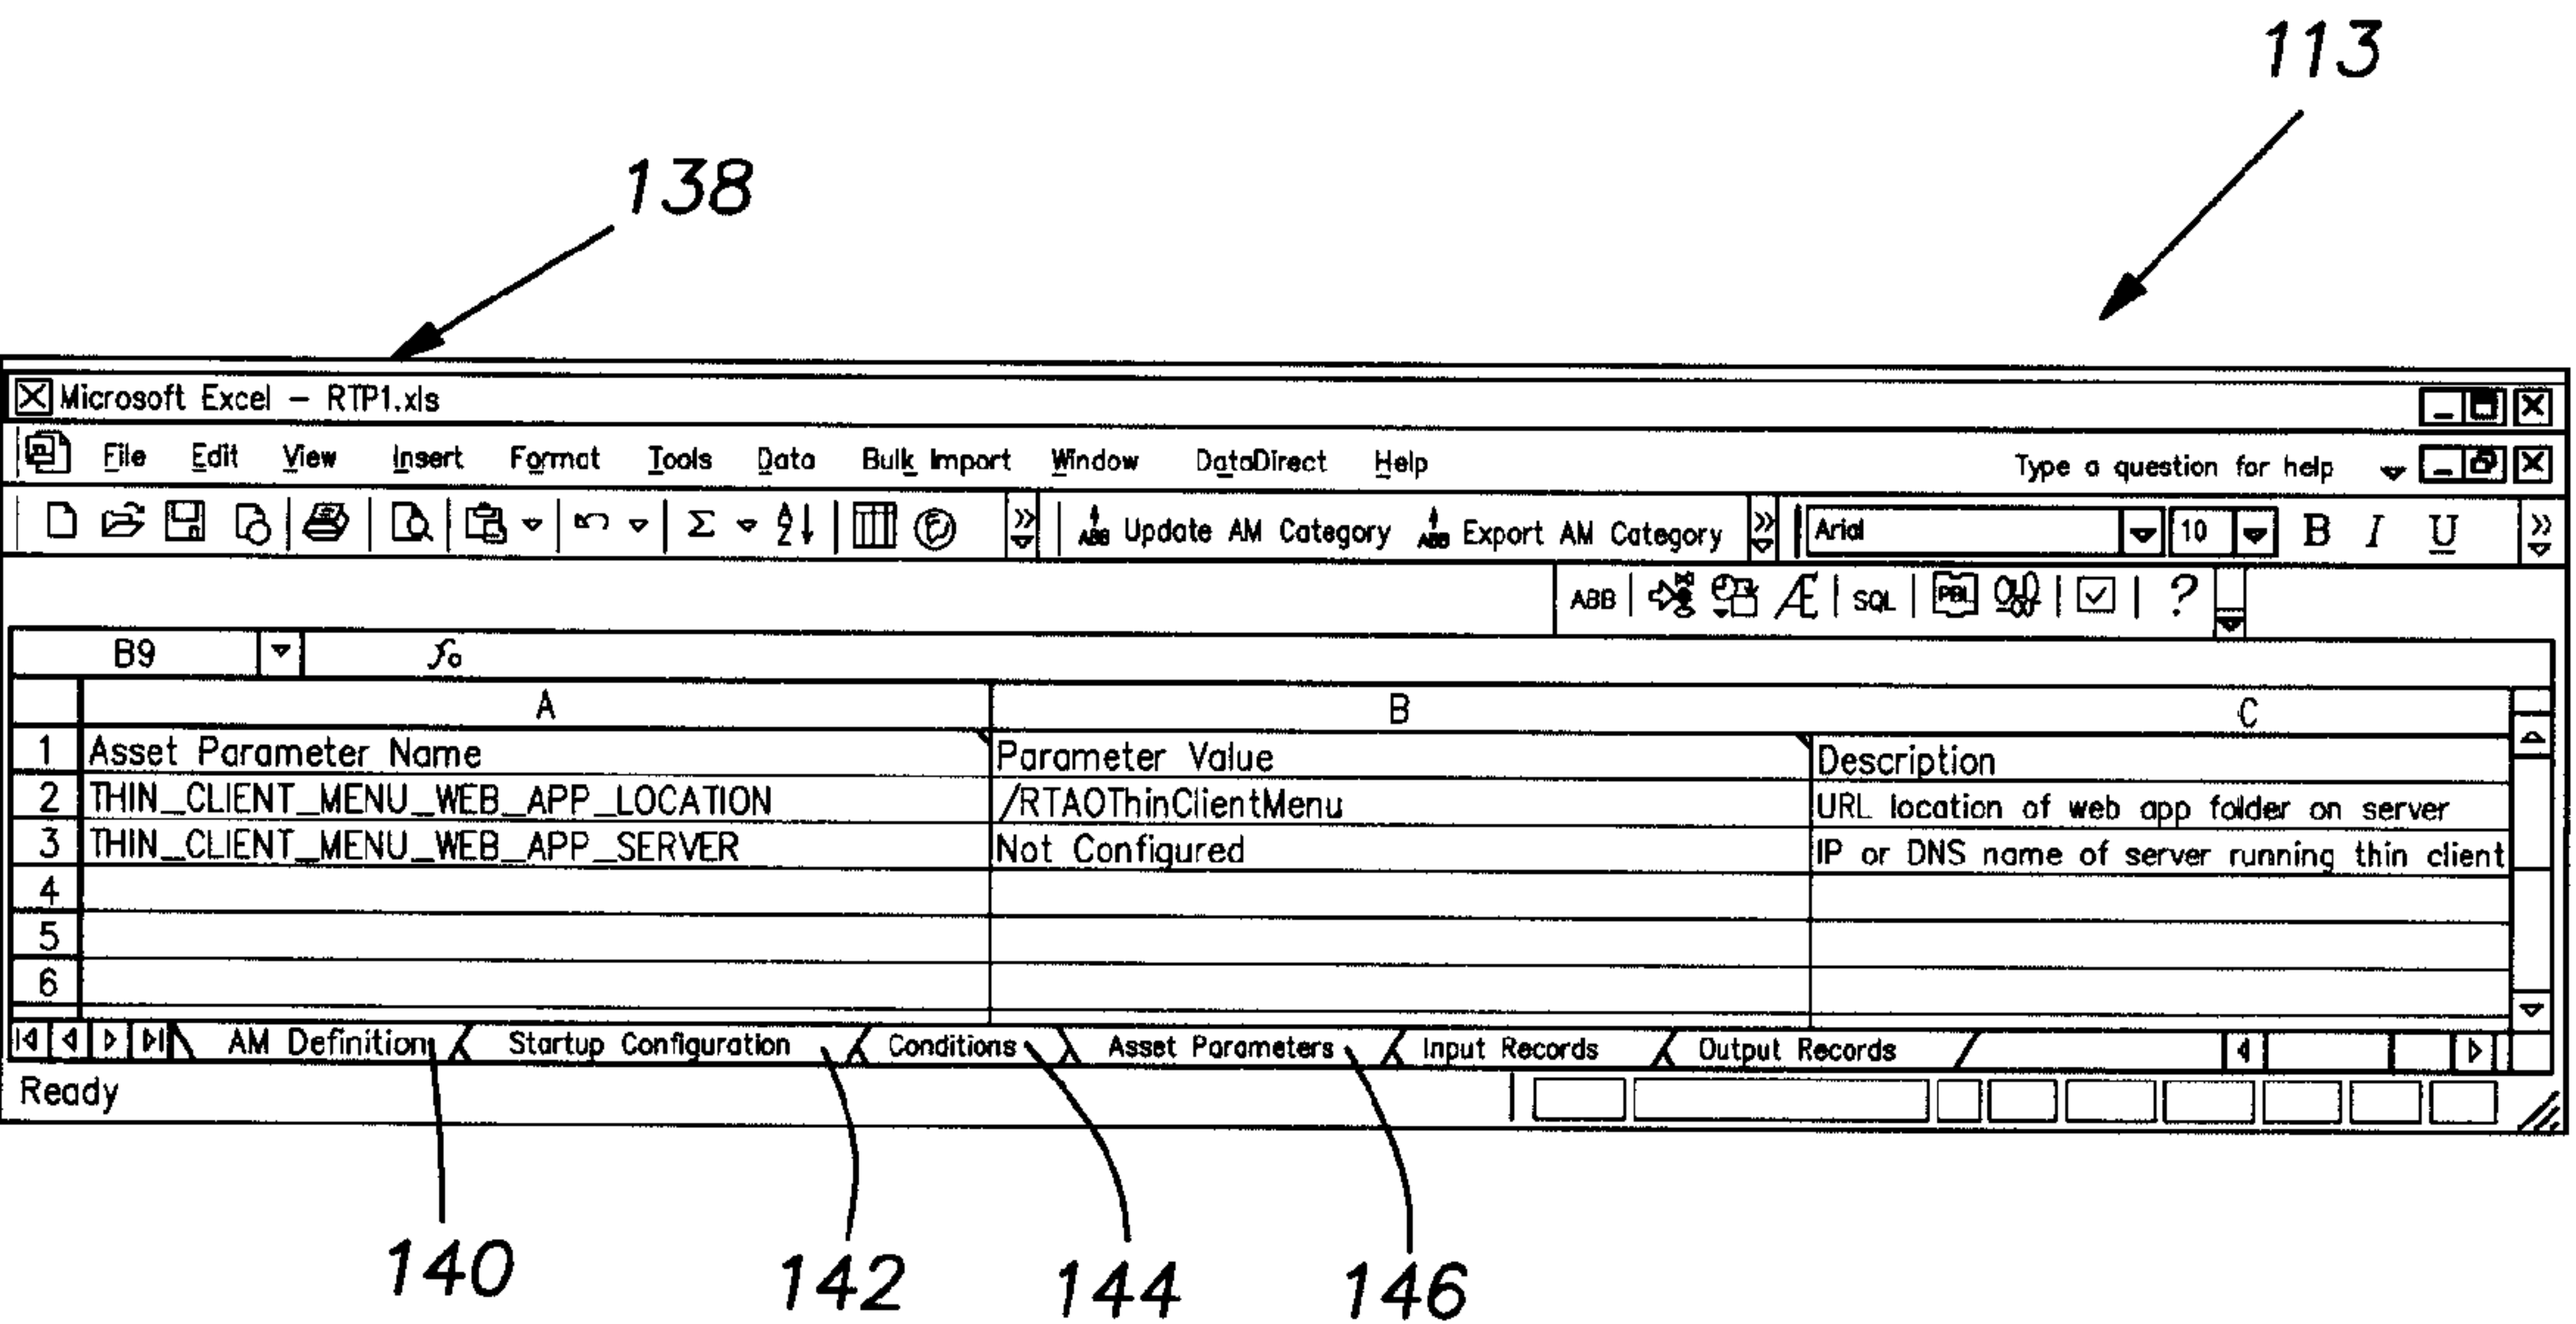 113
138
Microsoft Excel – RTP1.xls
File Edit View Insert Format Tools Data Bulk Import Window DataDirect Help Type a question for help
Σ A Z ABB Update AM Category ABB Export AM Category Arial 10 B I U
ABB Æ SQL PBL ?
B9
A B C
1 Asset Parameter Name Parameter Value Description
2 THIN_CLIENT_MENU_WEB_APP_LOCATION /RTAOThinClientMenu URL location of web app folder on server
3 THIN_CLIENT_MENU_WEB_APP_SERVER Not Configured IP or DNS name of server running thin client
4
5
6
AM Definition Startup Configuration Conditions Asset Parameters Input Records Output Records
Ready
140 142 144 146